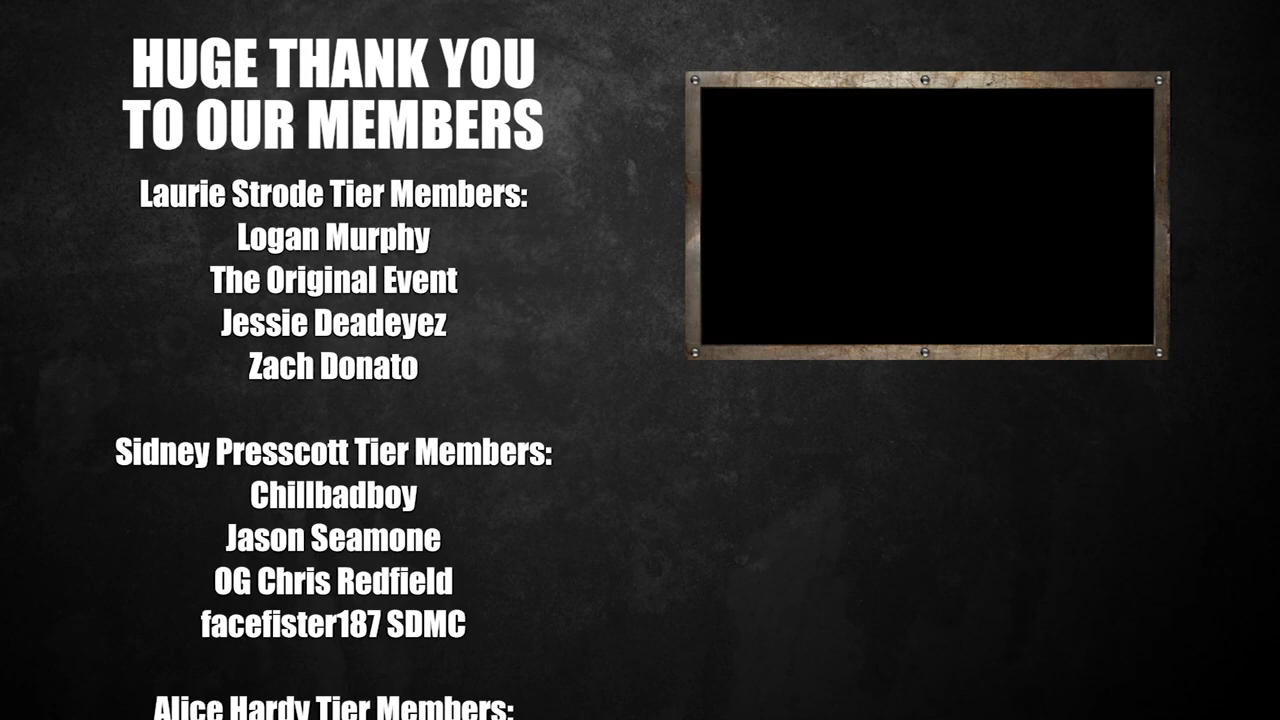 HUGE THANK YOU
TO OUR MEMBERS
Laurie Strode Tier Members:
Logan Murphy
The Original Event
Jessie Deadeyez
Zach Donato
Sidney Presscott Tier Members:
Chillbadboy
Jason Seamone
OG Chris Redfield
facefister187 SDMC
Alice Hardy Tier Members: